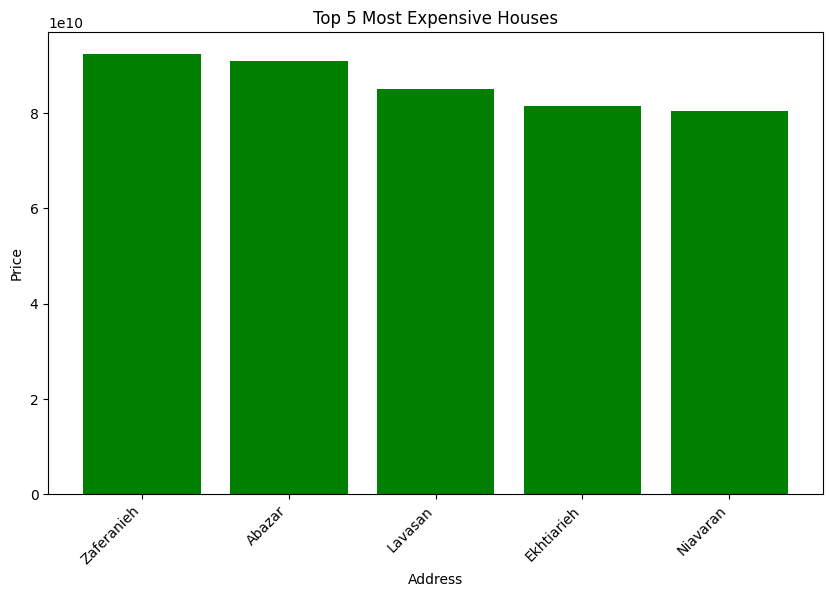 Top 5 Most Expensive Houses
1e10
8
6
4
2
0
Price
Zaferanieh
Abazar
Lavasan
Ekhtiarieh
Niavaran
Address